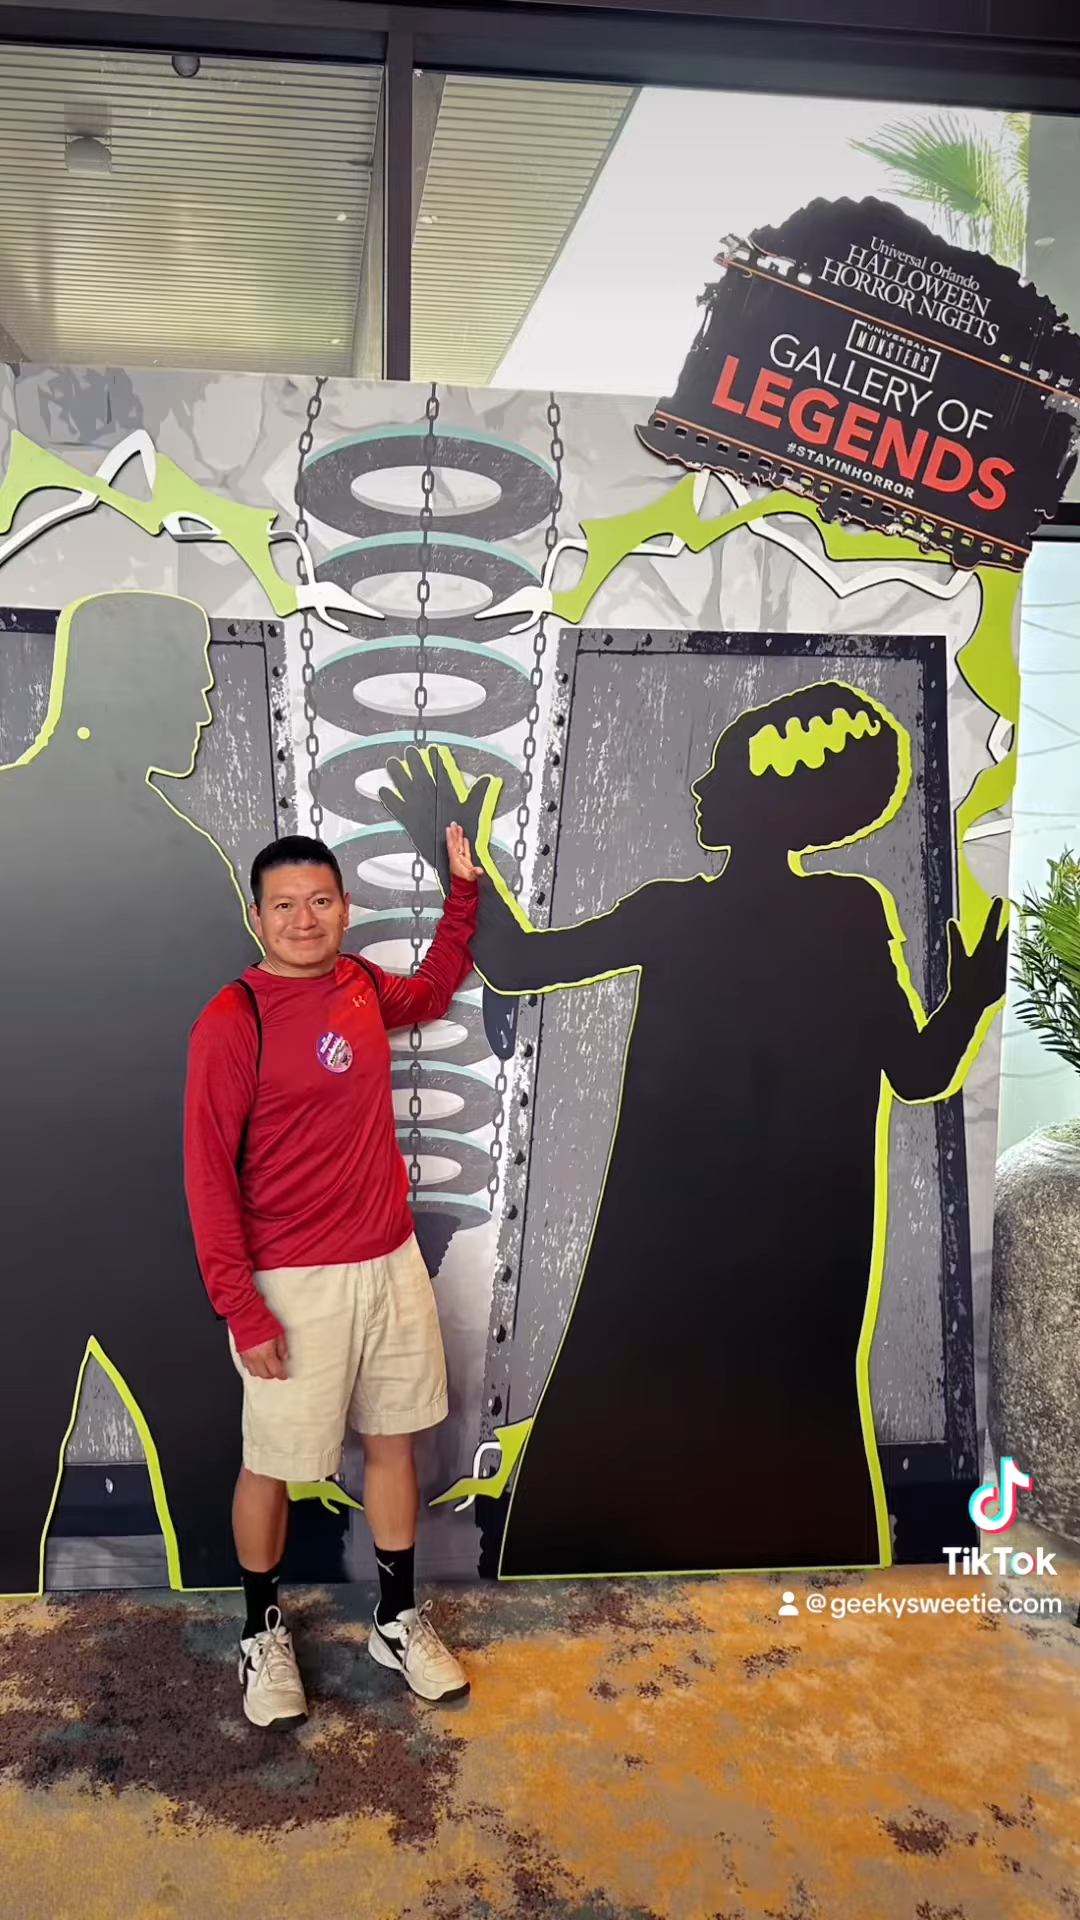 Universal Orlando
HALLOWEEN
HORROR NIGHTS
UNIVERSAL
MONSTERS
GALLERY OF
LEGENDS
#STAYINHORROR
TikTok
@geekysweetie.com